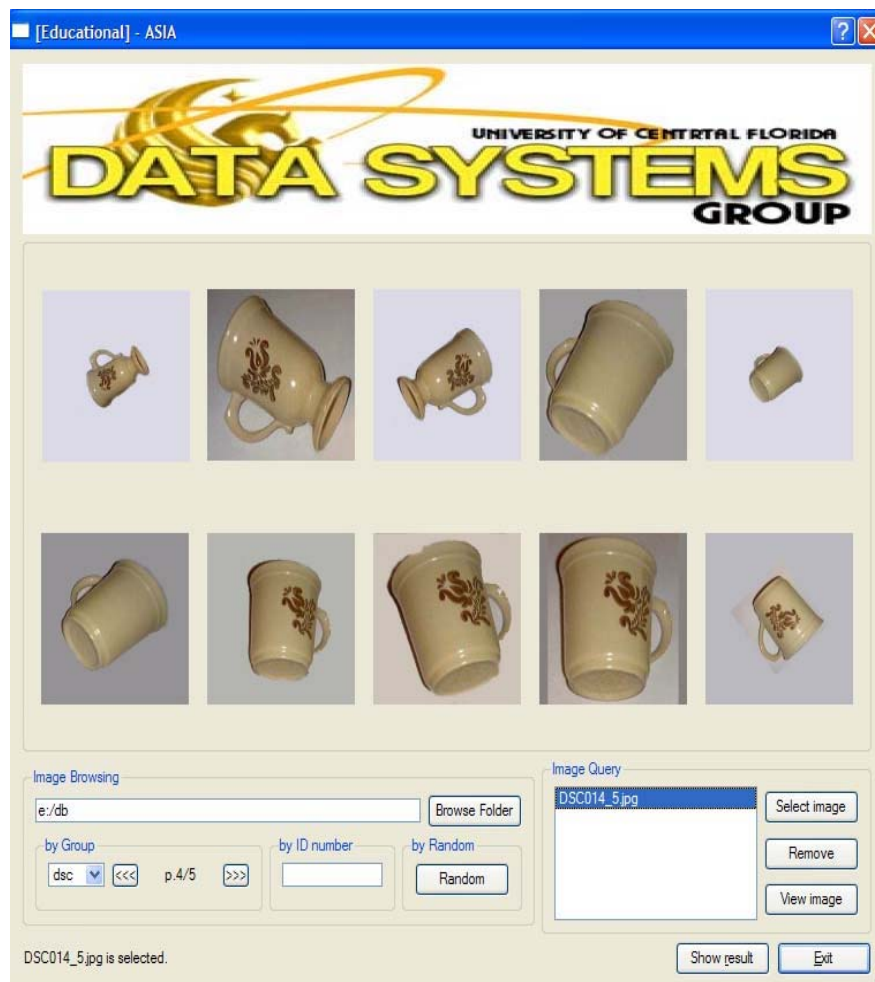 [Educational] - ASIA
UNIVERSITY OF CENTRTAL FLORIDA
DATA SYSTEMS
GROUP
Image Browsing
e:/db
Browse Folder
by Group
dsc
<<<
p.4/5
>>>
by ID number
by Random
Random
Image Query
DSC014_5.jpg
Select image
Remove
View image
DSC014_5.jpg is selected.
Show result
Exit